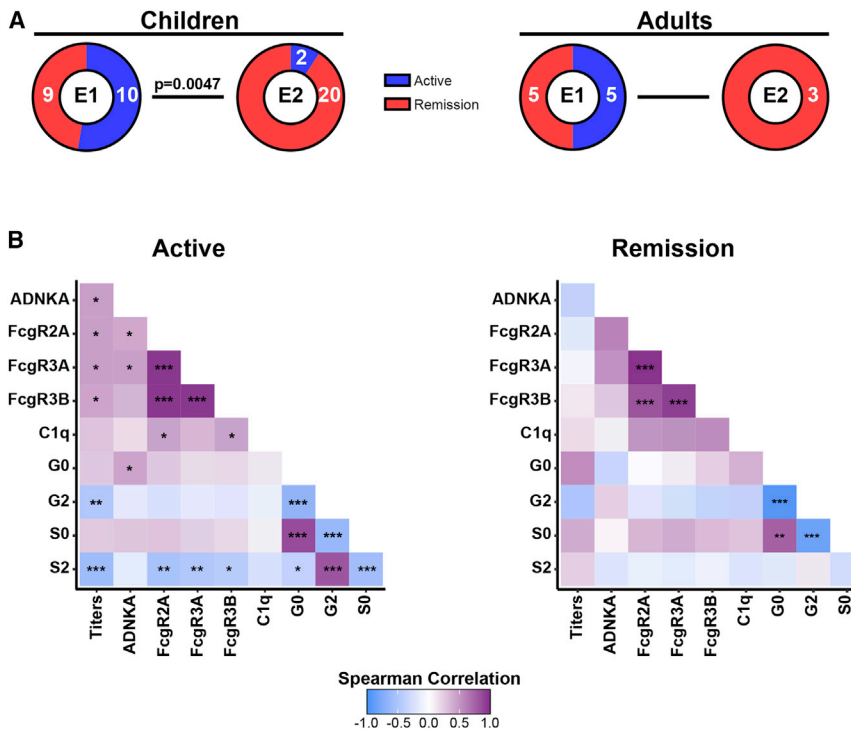 A
Children
Adults
9
E1
10
p=0.0047
2
E2
20
Active
Remission
5
E1
5
E2
3
B
Active
Remission
ADNKA
*
FcgR2A
*
*
FcgR3A
*
*
***
FcgR3B
*
***
***
C1q
*
*
G0
*
G2
**
***
S0
***
***
S2
***
**
**
*
*
***
***
Titers
ADNKA
FcgR2A
FcgR3A
FcgR3B
C1q
G0
G2
S0
ADNKA
FcgR2A
FcgR3A
***
FcgR3B
***
***
C1q
G0
G2
***
S0
**
***
S2
Titers
ADNKA
FcgR2A
FcgR3A
FcgR3B
C1q
G0
G2
S0
Spearman Correlation
-1.0 -0.5 0.0 0.5 1.0